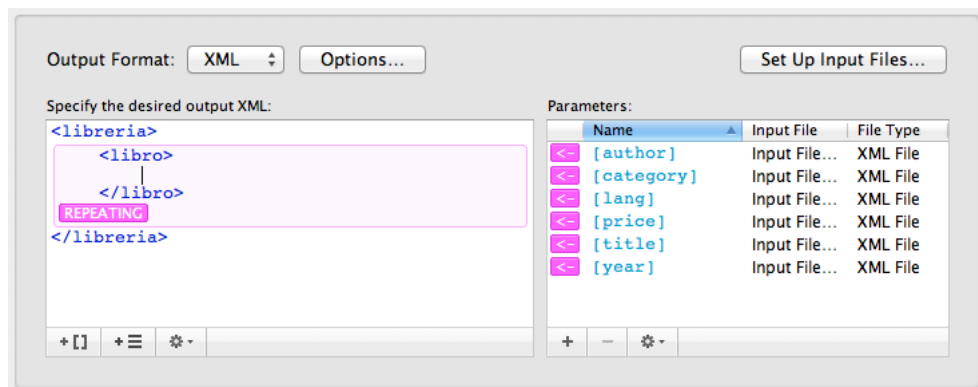 Output Format: XML Options... Set Up Input Files...
Specify the desired output XML:
<libreria>
<libro>
</libro>
REPEATING
</libreria>
+[] +
Parameters:
Name Input File File Type
<- [author] Input File... XML File
<- [category] Input File... XML File
<- [lang] Input File... XML File
<- [price] Input File... XML File
<- [title] Input File... XML File
<- [year] Input File... XML File
+ −